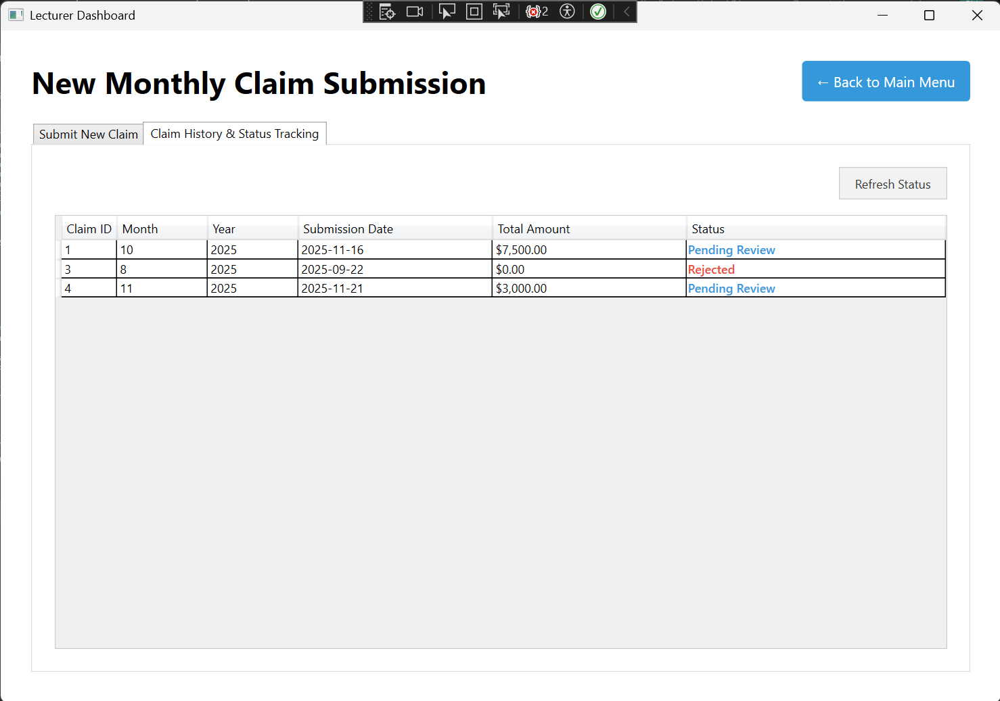 Lecturer Dashboard
2
New Monthly Claim Submission
← Back to Main Menu
Submit New Claim Claim History & Status Tracking
Refresh Status
Claim ID Month Year Submission Date Total Amount Status
1 10 2025 2025-11-16 $7,500.00 Pending Review
3 8 2025 2025-09-22 $0.00 Rejected
4 11 2025 2025-11-21 $3,000.00 Pending Review